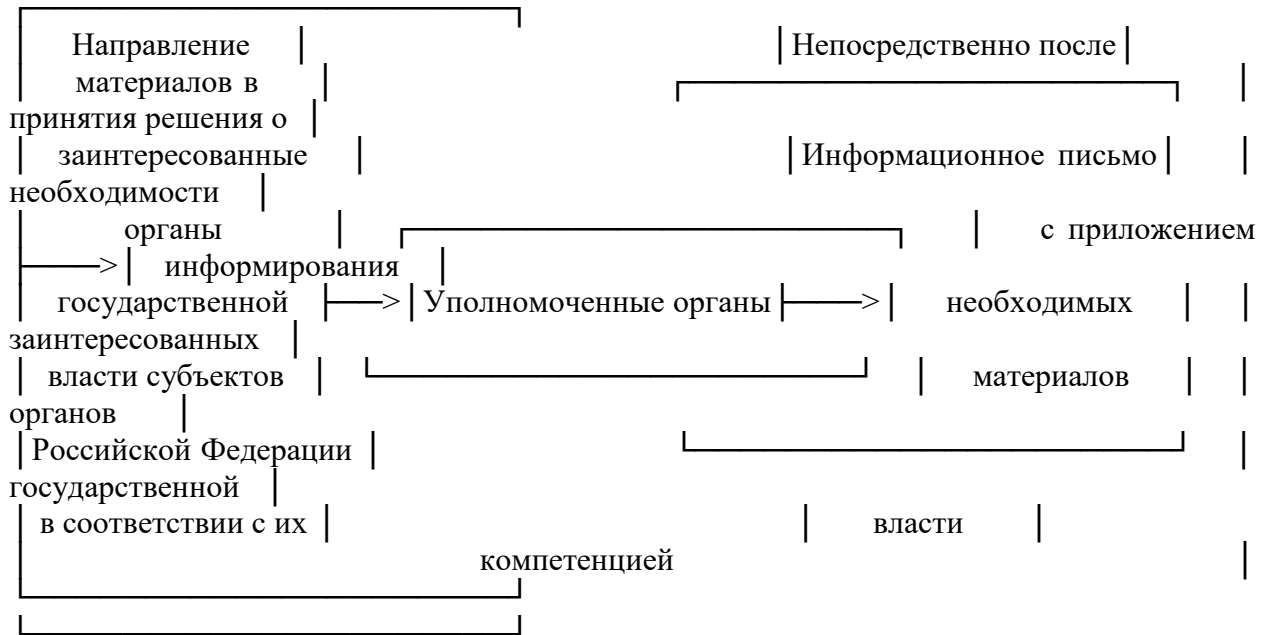 Направление Непосредственно после
материалов в
принятия решения о
заинтересованные Информационное письмо
необходимости
органы с приложением
информирования
государственной Уполномоченные органы необходимых
заинтересованных
власти субъектов материалов
органов
Российской Федерации
государственной
в соответствии с их власти
компетенцией